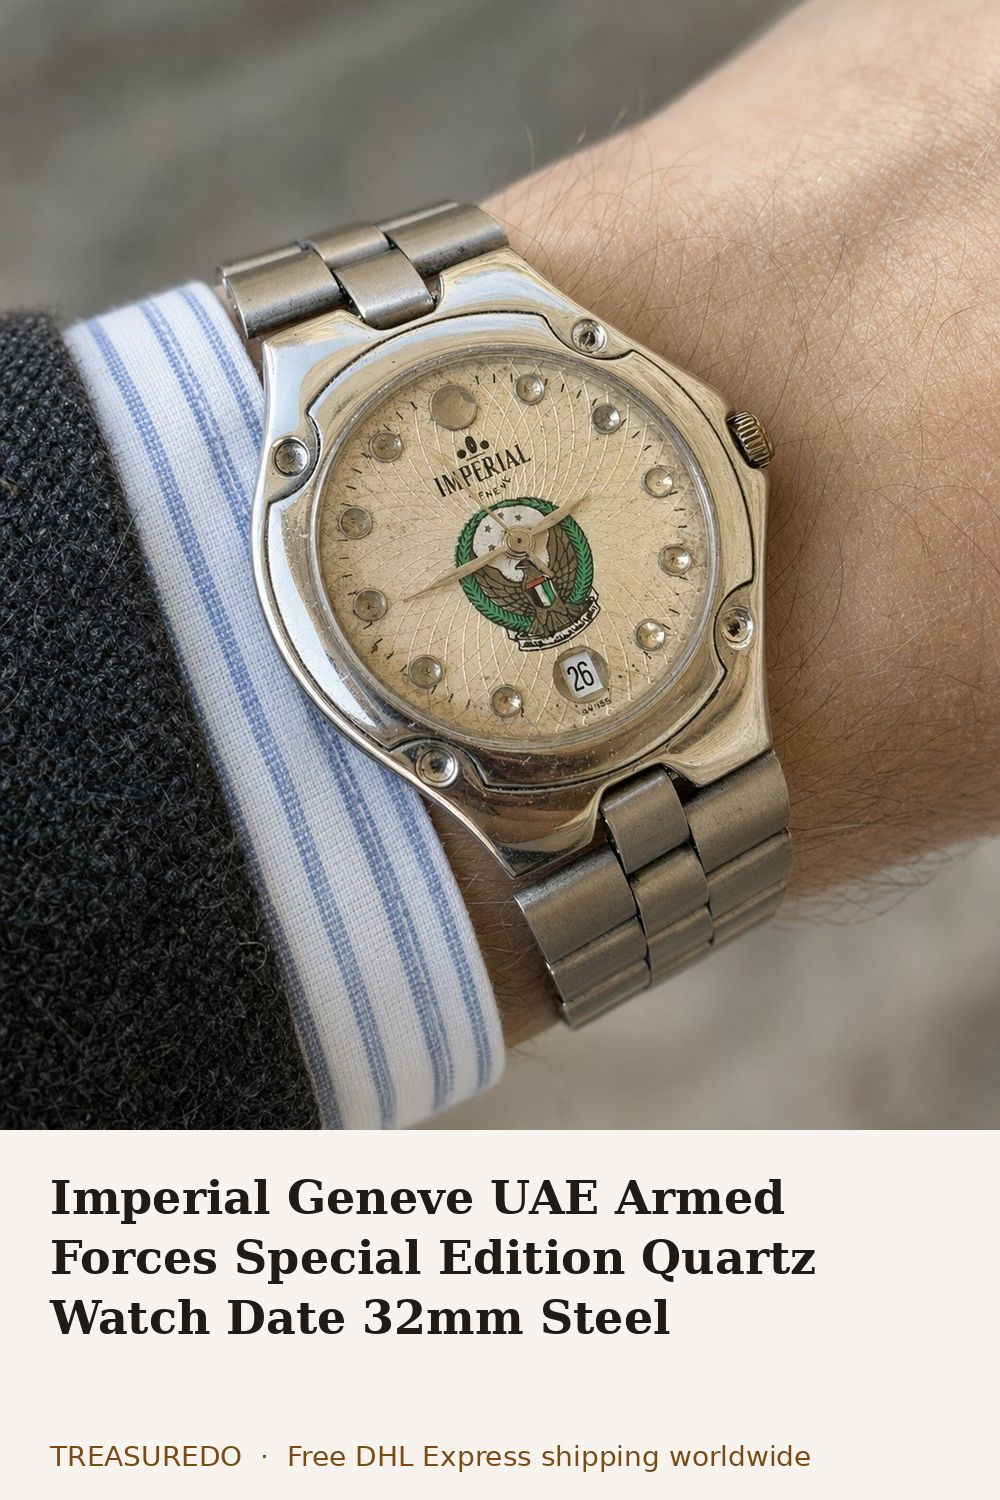 IMPERIAL
26
SWISS
Imperial Geneve UAE Armed
Forces Special Edition Quartz
Watch Date 32mm Steel
TREASUREDO · Free DHL Express shipping worldwide